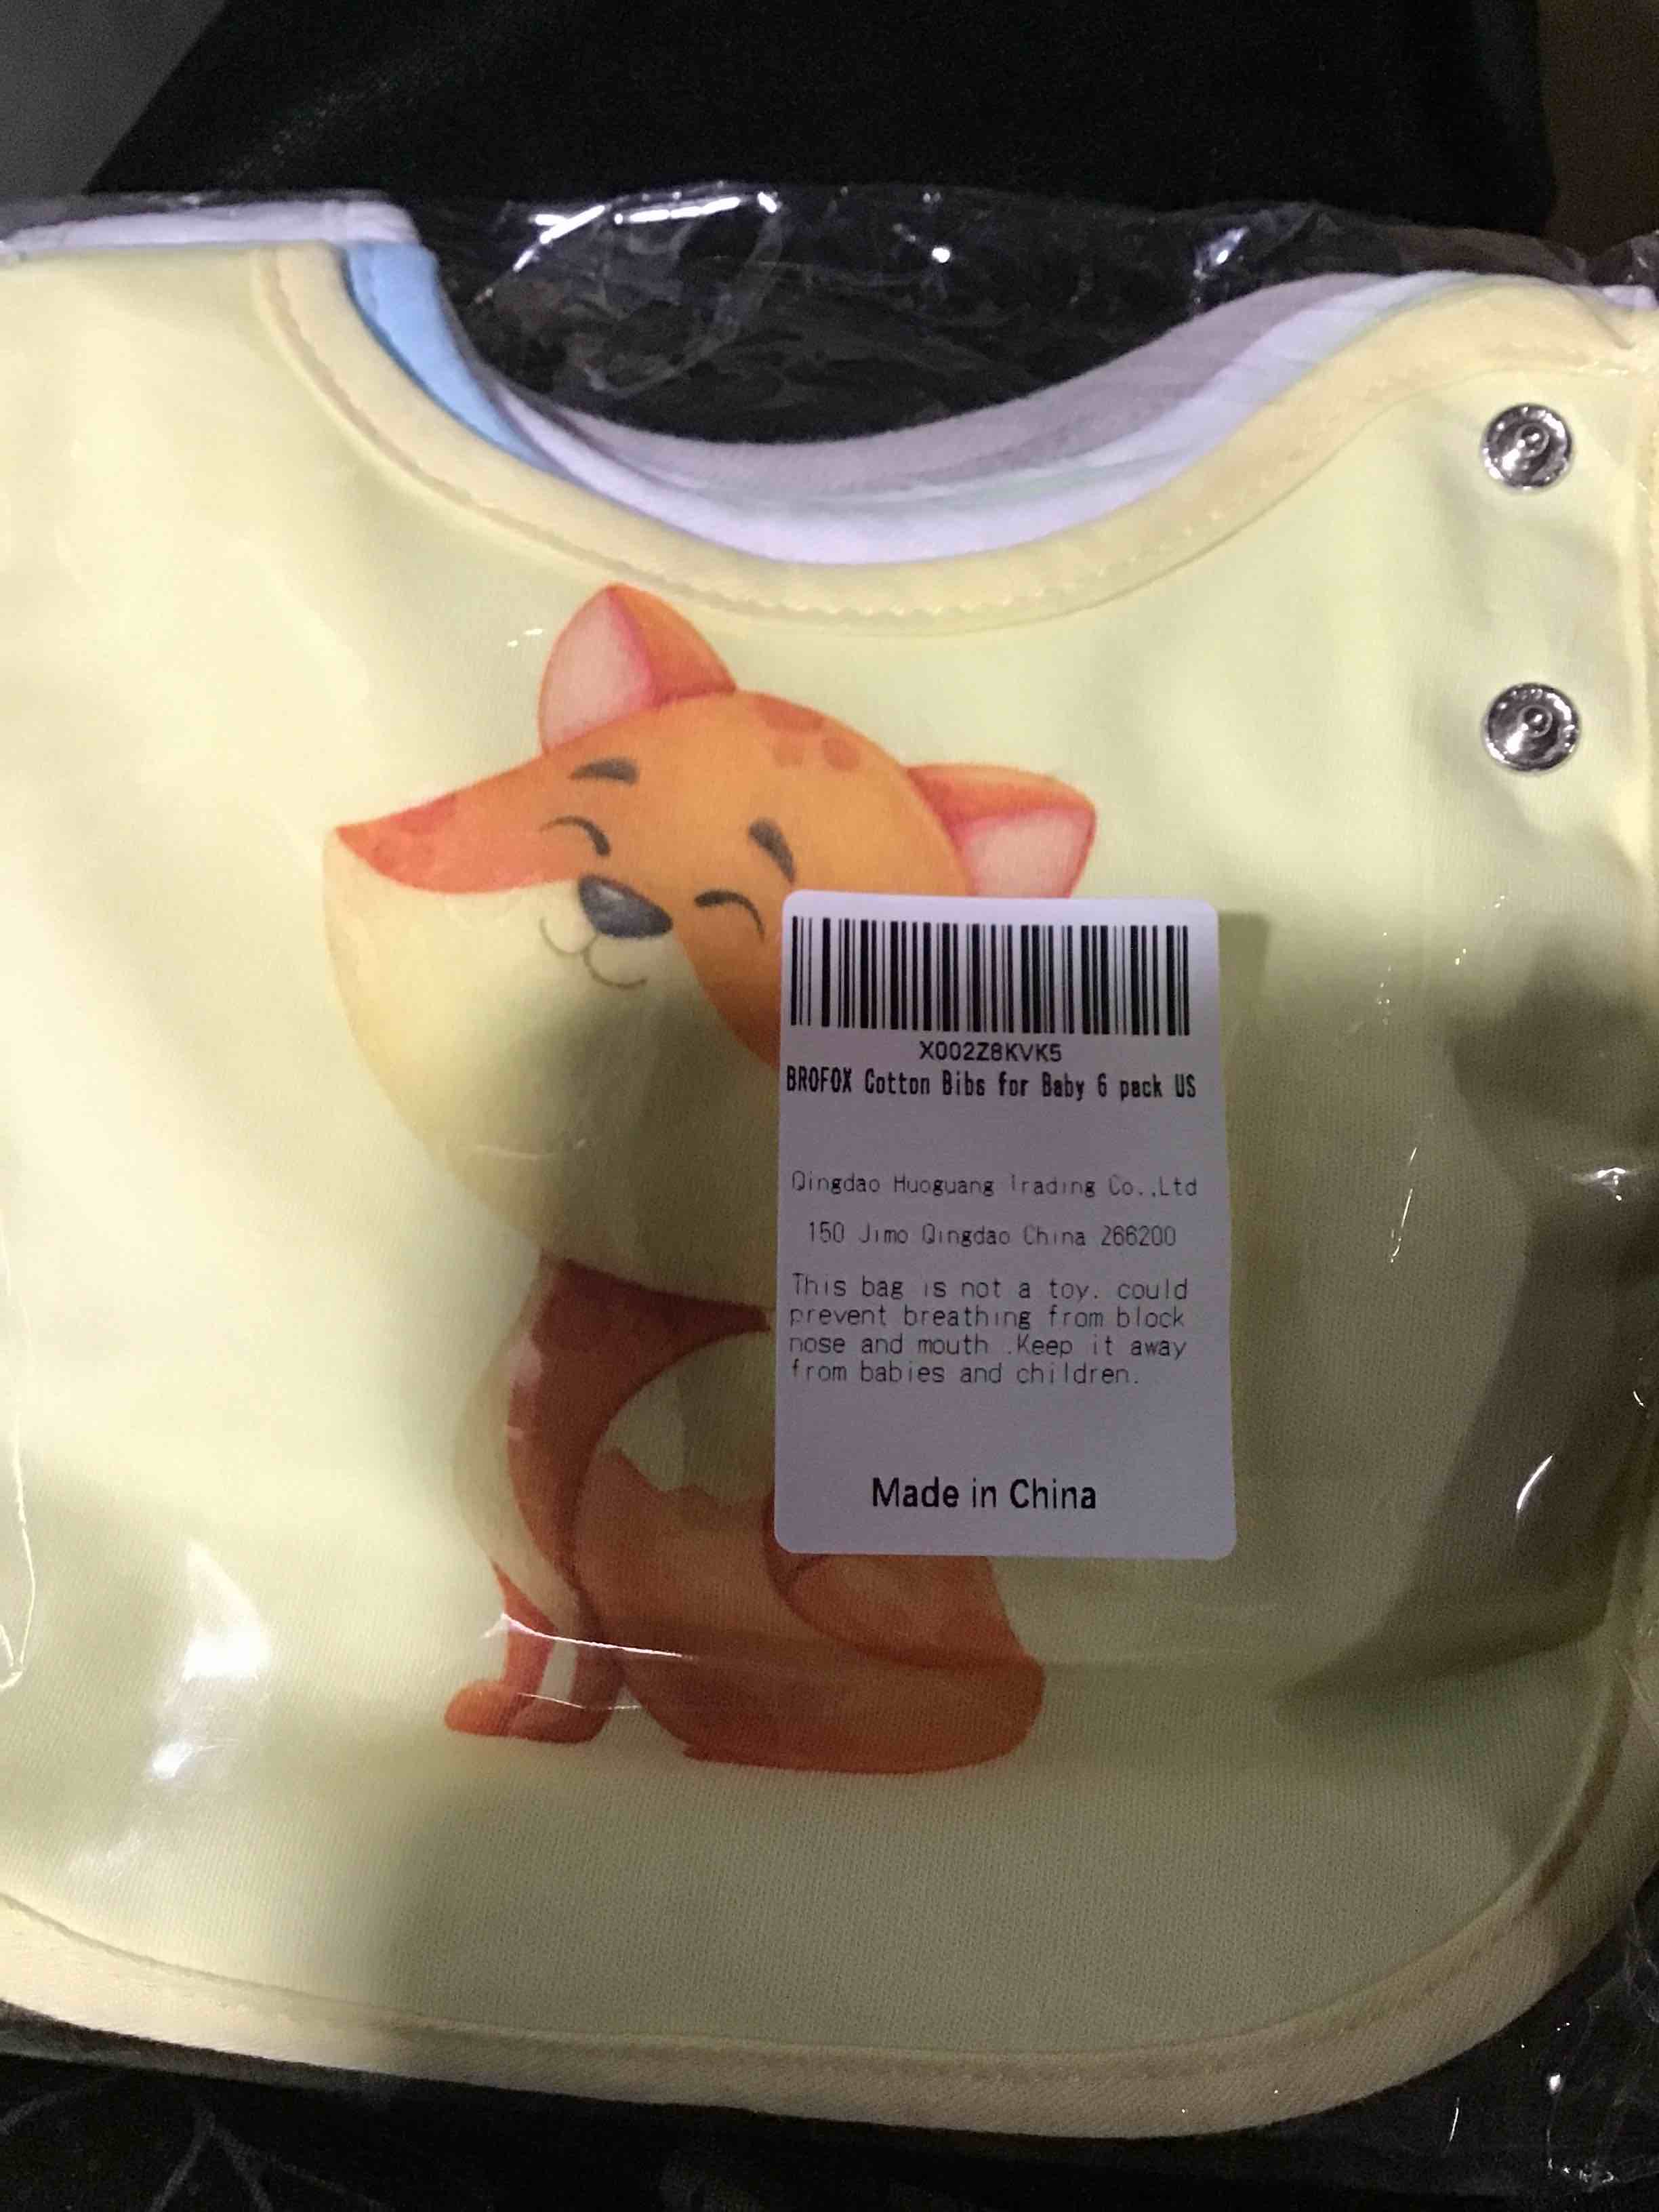 X002Z8KVK5
BROFOX Cotton Bibs for Baby 6 pack US
Qingdao Huoguang Trading Co.,Ltd
150 Jimo Qingdao China 266200
This bag is not a toy. could
prevent breathing from block
nose and mouth .Keep it away
from babies and children.
Made in China